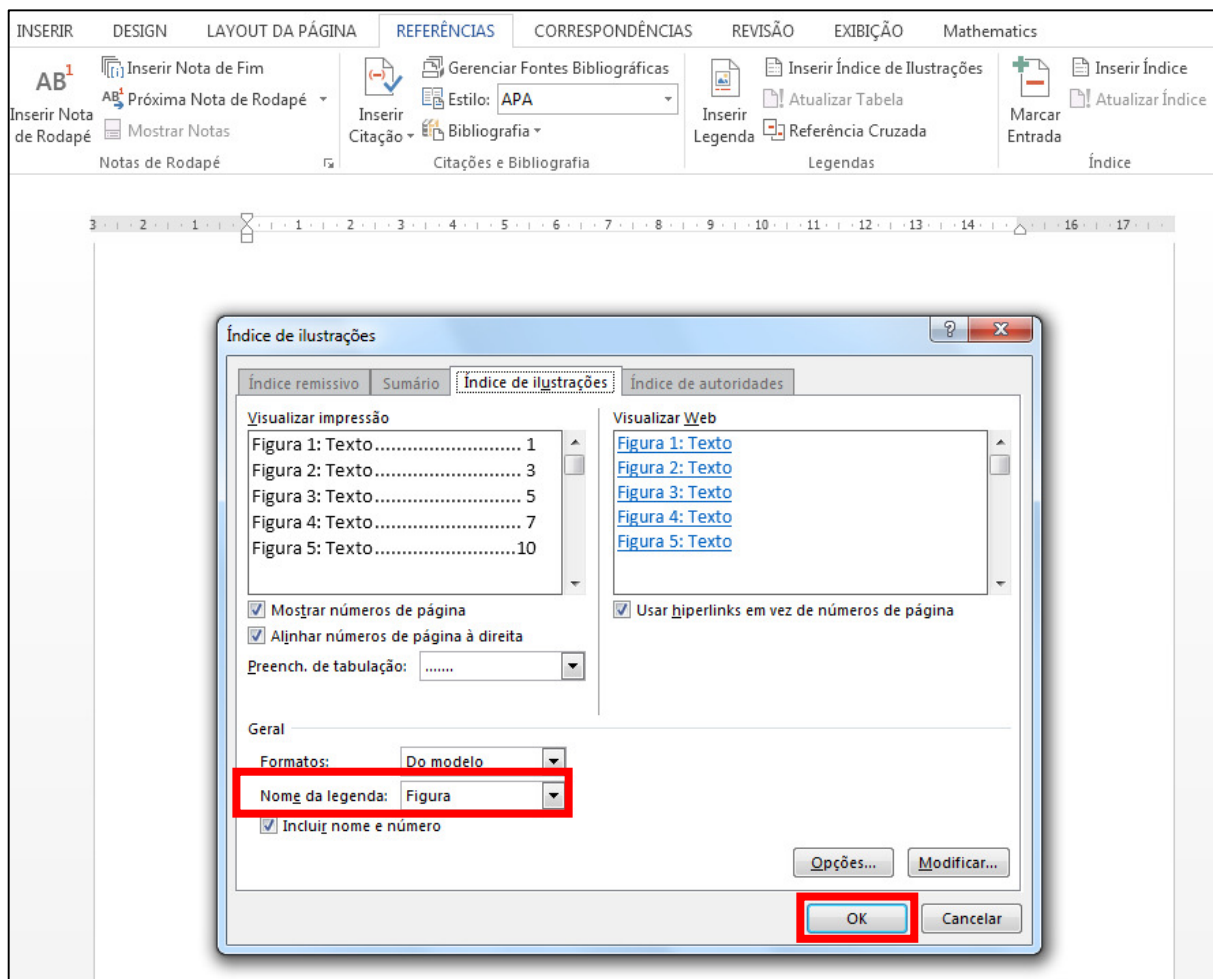 INSERIR DESIGN LAYOUT DA PÁGINA REFERÊNCIAS CORRESPONDÊNCIAS REVISÃO EXIBIÇÃO Mathematics
AB1 Inserir Nota de Fim Gerenciar Fontes Bibliográficas Inserir Índice de Ilustrações Inserir Índice
AB1 Próxima Nota de Rodapé Estilo: APA Atualizar Tabela Atualizar Índice
Inserir Nota de Rodapé Mostrar Notas Inserir Citação Bibliografia Inserir Legenda Referência Cruzada Marcar Entrada
Notas de Rodapé Citações e Bibliografia Legendas Índice
3 2 1 1 2 3 4 5 6 7 8 9 10 11 12 13 14 16 17
Índice de ilustrações ? X
Índice remissivo Sumário Índice de ilustrações Índice de autoridades
Visualizar impressão Visualizar Web
Figura 1: Texto........................... 1 Figura 1: Texto
Figura 2: Texto........................... 3 Figura 2: Texto
Figura 3: Texto........................... 5 Figura 3: Texto
Figura 4: Texto........................... 7 Figura 4: Texto
Figura 5: Texto..........................10 Figura 5: Texto
Mostrar números de página Usar hiperlinks em vez de números de página
Alinhar números de página à direita
Preench. de tabulação: .......
Geral
Formatos: Do modelo
Nome da legenda: Figura
Incluir nome e número
Opções... Modificar...
OK Cancelar